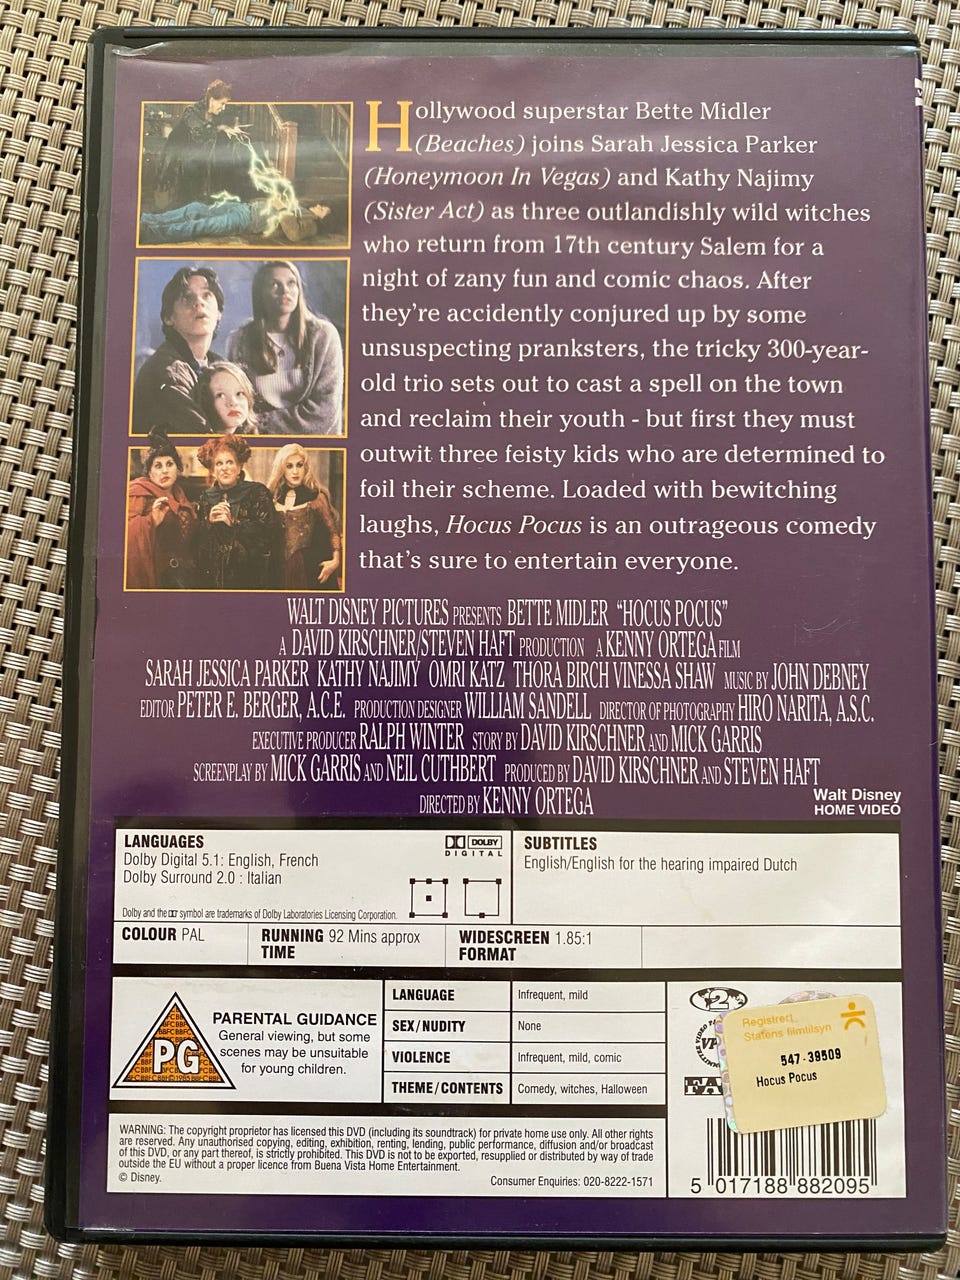 Hollywood superstar Bette Midler
(Beaches) joins Sarah Jessica Parker
(Honeymoon In Vegas) and Kathy Najimy
(Sister Act) as three outlandishly wild witches
who return from 17th century Salem for a
night of zany fun and comic chaos. After
they're accidently conjured up by some
unsuspecting pranksters, the tricky 300-year-
old trio sets out to cast a spell on the town
and reclaim their youth - but first they must
outwit three feisty kids who are determined to
foil their scheme. Loaded with bewitching
laughs, Hocus Pocus is an outrageous comedy
that's sure to entertain everyone.
WALT DISNEY PICTURES PRESENTS BETTE MIDLER "HOCUS POCUS"
A DAVID KIRSCHNER/STEVEN HAFT PRODUCTION A KENNY ORTEGA FILM
SARAH JESSICA PARKER KATHY NAJIMY OMRI KATZ THORA BIRCH VINESSA SHAW MUSIC BY JOHN DEBNEY
EDITOR PETER E. BERGER, A.C.E. PRODUCTION DESIGNER WILLIAM SANDELL DIRECTOR OF PHOTOGRAPHY HIRO NARITA, A.S.C.
EXECUTIVE PRODUCER RALPH WINTER STORY BY DAVID KIRSCHNER AND MICK GARRIS
SCREENPLAY BY MICK GARRIS AND NEIL CUTHBERT PRODUCED BY DAVID KIRSCHNER AND STEVEN HAFT
DIRECTED BY KENNY ORTEGA
Walt Disney
HOME VIDEO
LANGUAGES
Dolby Digital 5.1: English, French
Dolby Surround 2.0 : Italian
DOLBY
DIGITAL
Dolby and the symbol are trademarks of Dolby Laboratories Licensing Corporation.
SUBTITLES
English/English for the hearing impaired Dutch
COLOUR PAL
RUNNING 92 Mins approx
TIME
WIDESCREEN 1.85:1
FORMAT
PG
PARENTAL GUIDANCE
General viewing, but some
scenes may be unsuitable
for young children.
LANGUAGE Infrequent, mild
SEX/NUDITY None
VIOLENCE Infrequent, mild, comic
THEME/CONTENTS Comedy, witches, Halloween
2
Registrert
Statens filmtilsyn
547-39509
Hocus Pocus
WARNING: The copyright proprietor has licensed this DVD (including its soundtrack) for private home use only. All other rights
are reserved. Any unauthorised copying, editing, exhibition, renting, lending, public performance, diffusion and/or broadcast
of this DVD, or any part thereof, is strictly prohibited. This DVD is not to be exported, resupplied or distributed by way of trade
outside the EU without a proper licence from Buena Vista Home Entertainment.
© Disney.
Consumer Enquiries: 020-8222-1571
5 017188 882095